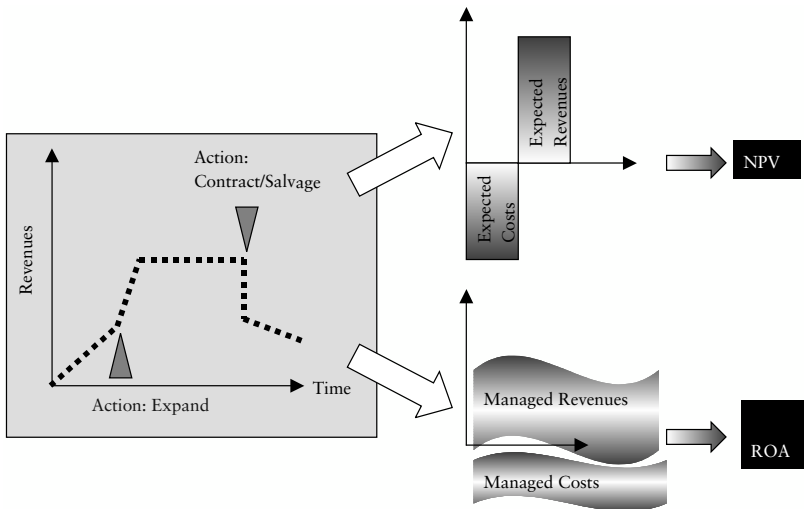 Action:
Contract/Salvage
Revenues
Time
Action: Expand
Expected
Revenues
Expected
Costs
NPV
Managed Revenues
Managed Costs
ROA